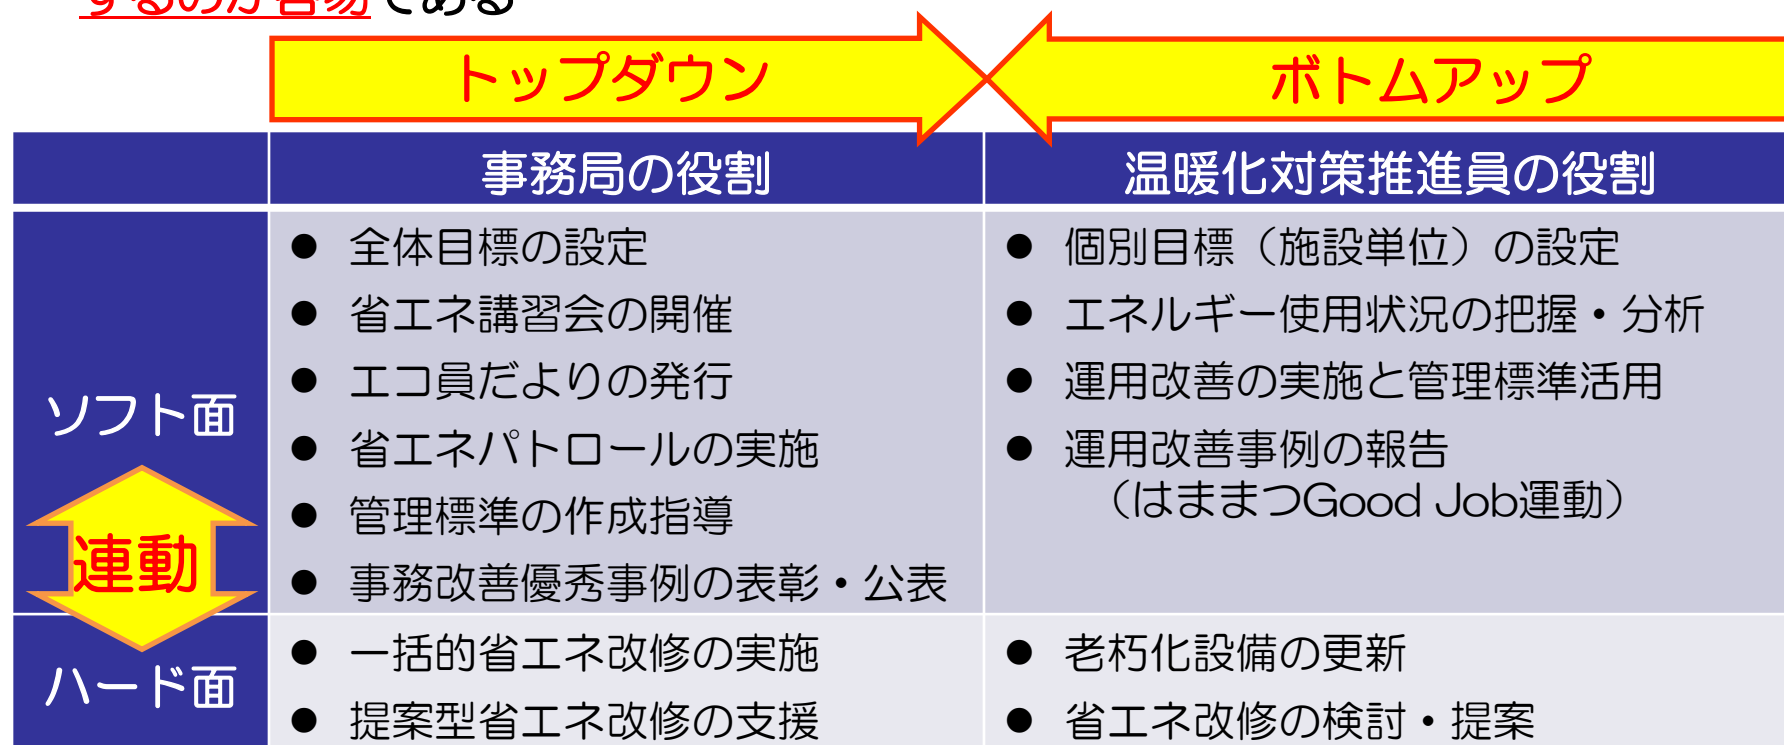 するのが容易である
トップダウン
ボトムアップ
事務局の役割
温暖化対策推進員の役割
ソフト面
● 全体目標の設定
● 省エネ講習会の開催
● エコ員だよりの発行
● 省エネパトロールの実施
● 管理標準の作成指導
● 事務改善優秀事例の表彰・公表
● 個別目標（施設単位）の設定
● エネルギー使用状況の把握・分析
● 運用改善の実施と管理標準活用
● 運用改善事例の報告
（はままつGood Job運動）
連動
ハード面
● 一括的省エネ改修の実施
● 提案型省エネ改修の支援
● 老朽化設備の更新
● 省エネ改修の検討・提案